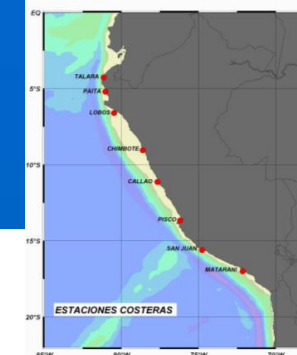 EQ
TALARA
5°S
PAITA
LOBOS
CHIMBOTE
10°S
CALLAO
PISCO
15°S
SAN JUAN
MATARANI
ESTACIONES COSTERAS
20°S